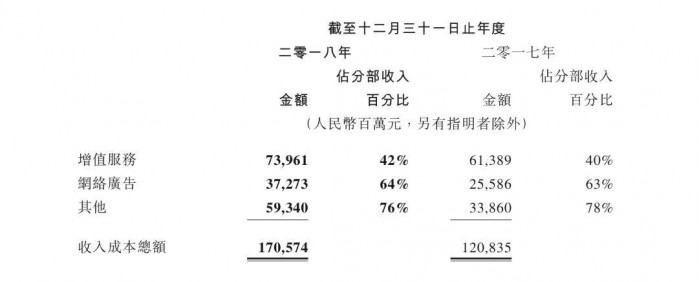 截至十二月三十一日止年度
二零一八年 二零一七年
佔分部收入 佔分部收入
金額 百分比 金額 百分比
(人民幣百萬元，另有指明者除外)
增值服務 73,961 42% 61,389 40%
網絡廣告 37,273 64% 25,586 63%
其他 59,340 76% 33,860 78%
收入成本總額 170,574 120,835